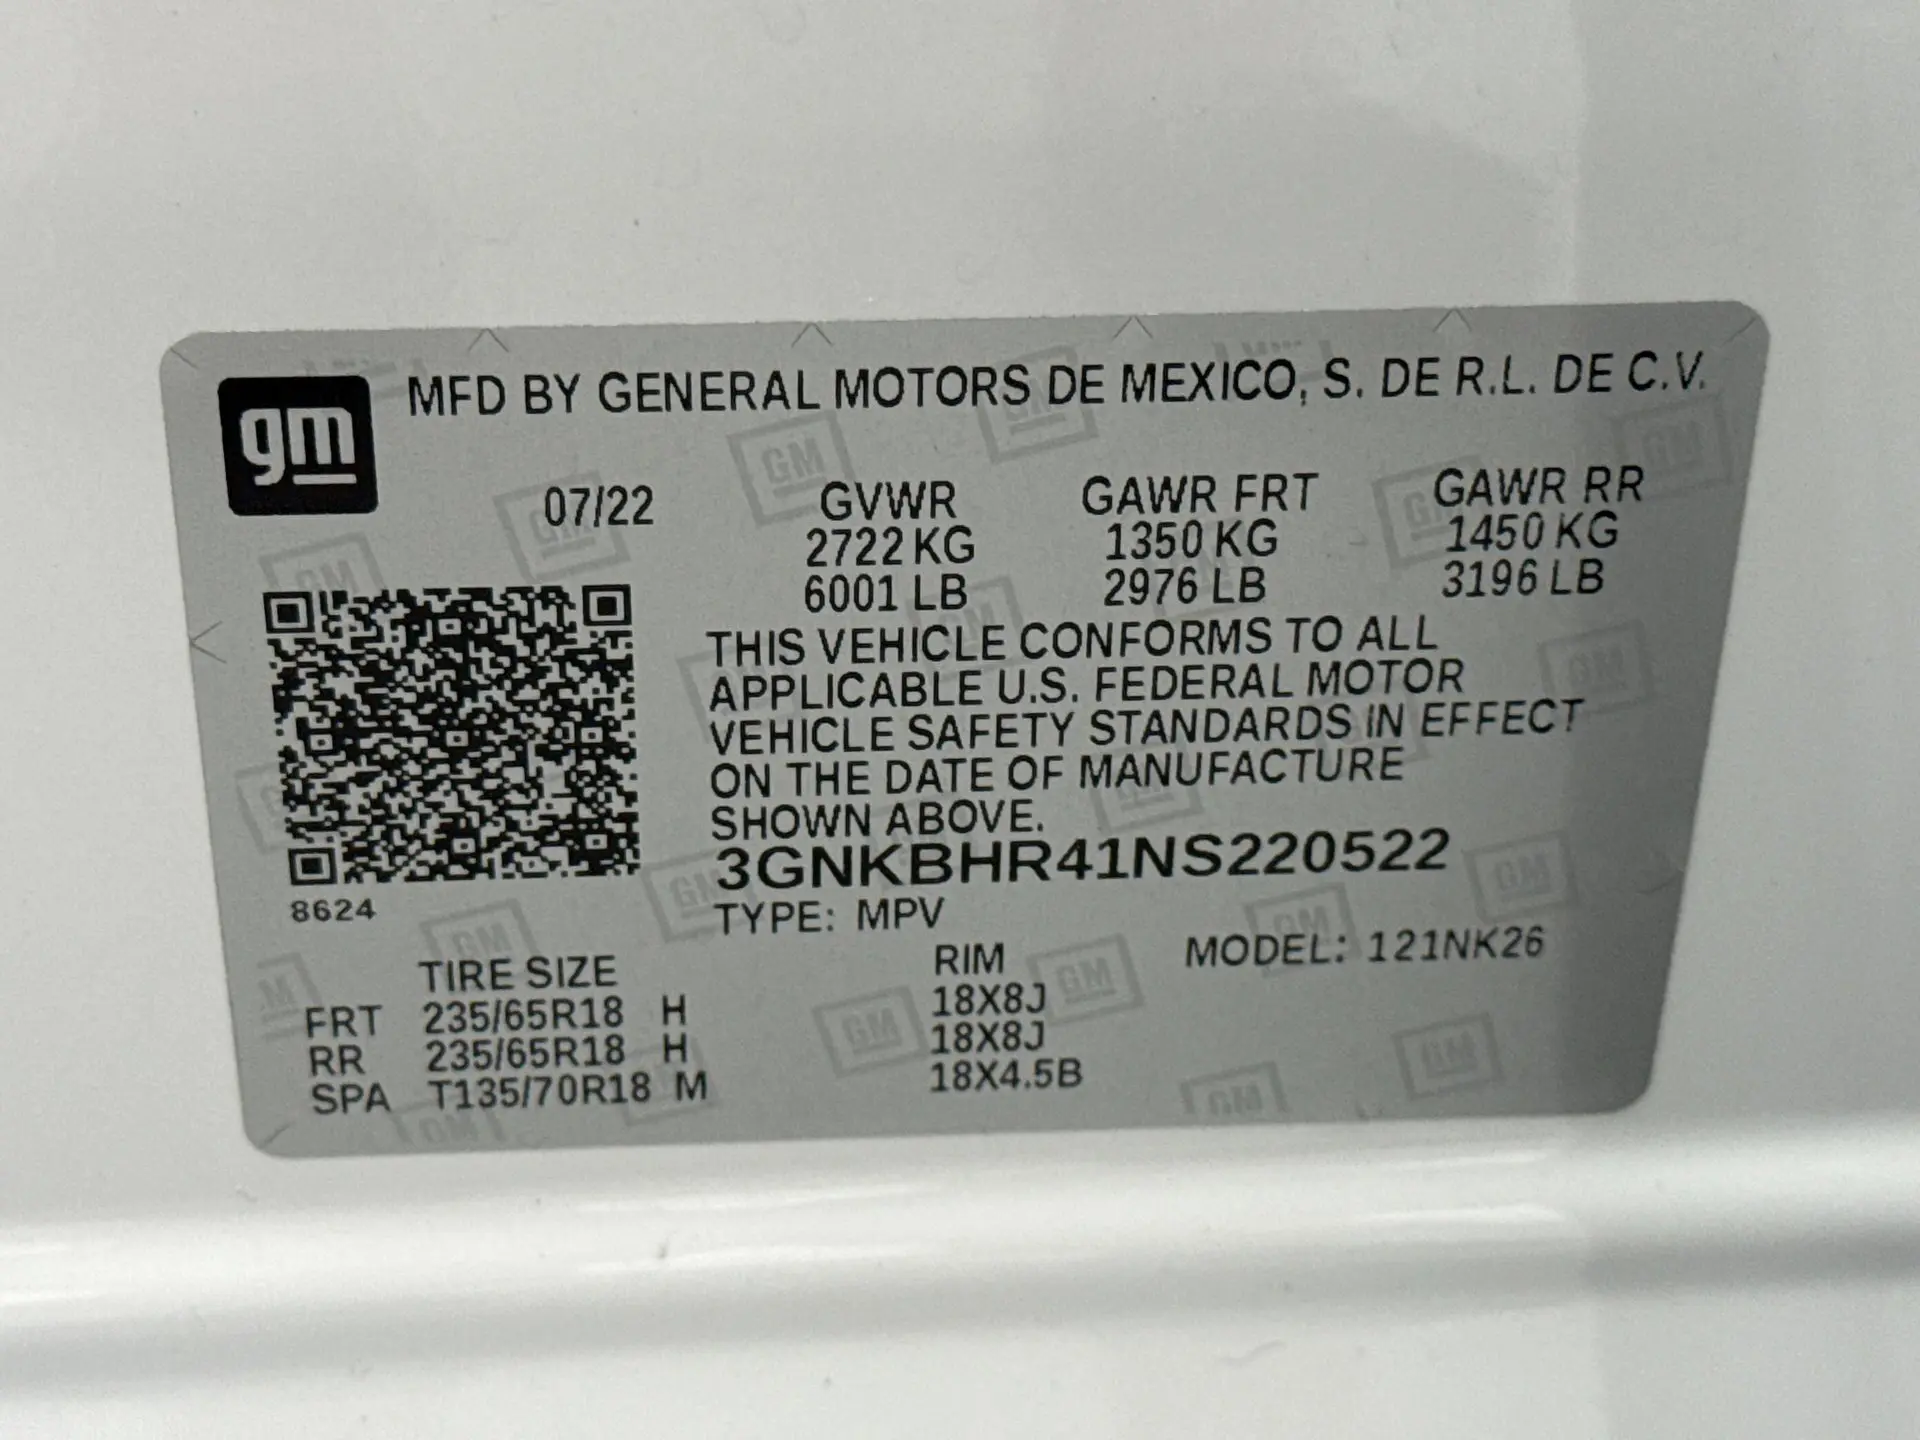 gm
MFD BY GENERAL MOTORS DE MEXICO, S. DE R.L. DE C.V.
07/22 GVWR GAWR FRT GAWR RR
2722 KG 1350 KG 1450 KG
6001 LB 2976 LB 3196 LB
THIS VEHICLE CONFORMS TO ALL
APPLICABLE U.S. FEDERAL MOTOR
VEHICLE SAFETY STANDARDS IN EFFECT
ON THE DATE OF MANUFACTURE
SHOWN ABOVE.
3GNKBHR41NS220522
8624
TYPE: MPV
TIRE SIZE RIM MODEL: 121NK26
FRT 235/65R18 H 18X8J
RR 235/65R18 H 18X8J
SPA T135/70R18 M 18X4.5B